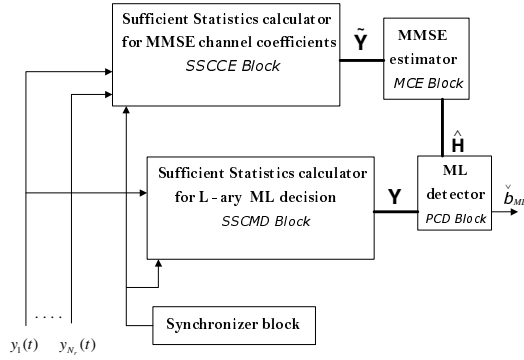 Sufficient Statistics calculator
for MMSE channel coefficients
SSCCE Block
Ỹ
MMSE
estimator
MCE Block
Ĥ
Sufficient Statistics calculator
for L - ary ML decision
SSCMD Block
Y
ML
detector
PCD Block
b̌ML
Synchronizer block
....
y1(t)
yNr(t)